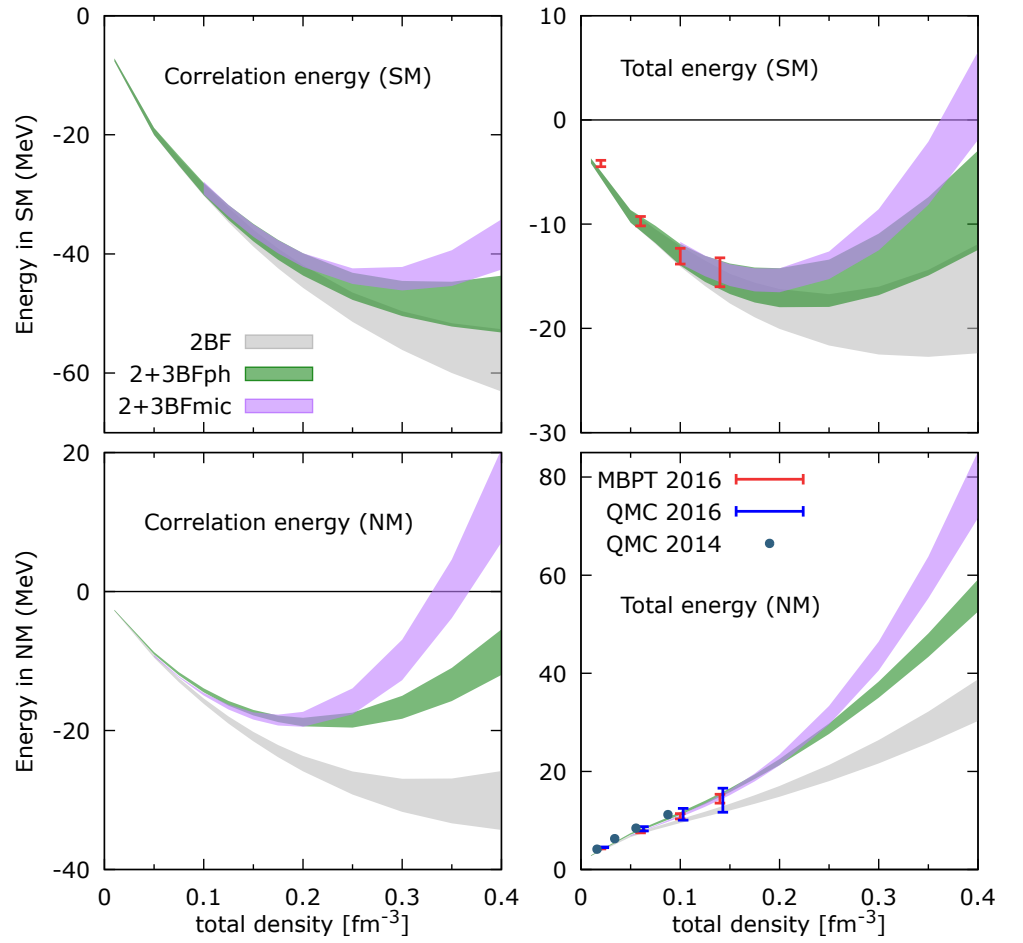 0
-20
-40
-60
Energy in SM (MeV)
Correlation energy (SM)
2BF
2+3BFph
2+3BFmic
10
0
-10
-20
-30
Total energy (SM)
20
0
-20
-40
Energy in NM (MeV)
Correlation energy (NM)
0 0.1 0.2 0.3 0.4
total density [fm⁻³]
80
60
40
20
0
MBPT 2016
QMC 2016
QMC 2014
Total energy (NM)
0 0.1 0.2 0.3 0.4
total density [fm⁻³]